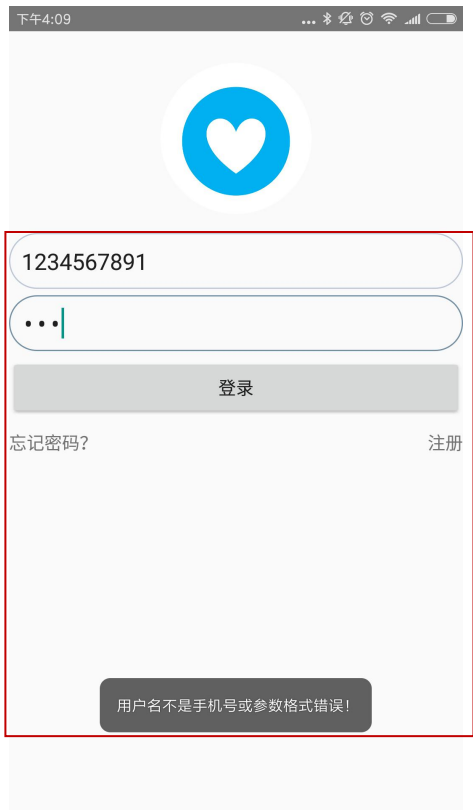 下午4:09
...
1234567891
•••
登录
忘记密码？
注册
用户名不是手机号或参数格式错误！